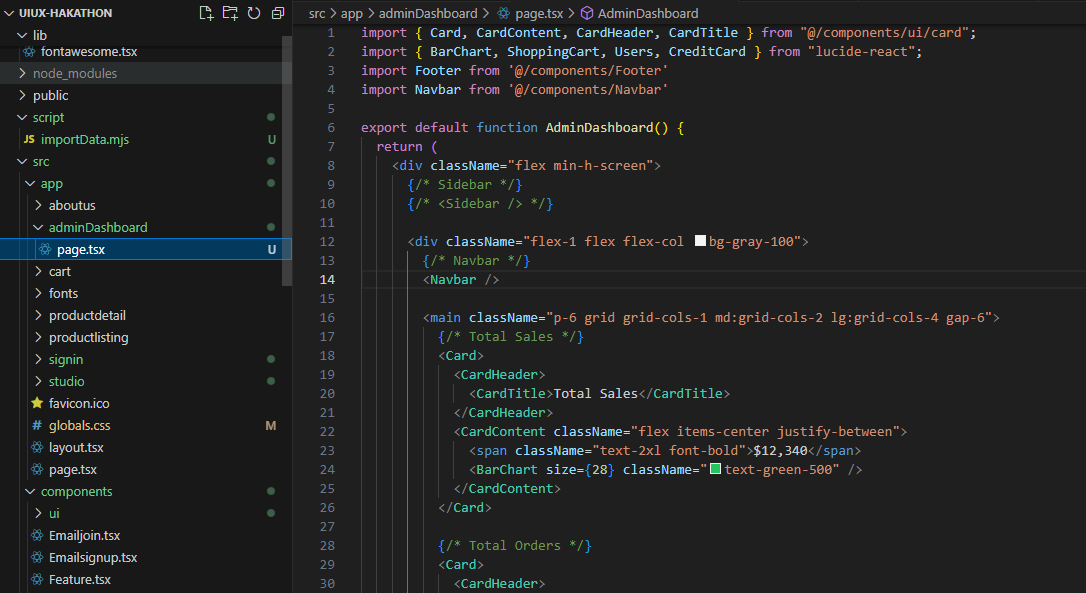 UIUX-HAKATHON
lib
fontawesome.tsx
node_modules
public
script
JS importData.mjs U
src
app
aboutus
adminDashboard
page.tsx U
cart
fonts
productdetail
productlisting
signin
studio
favicon.ico
# globals.css M
layout.tsx
page.tsx
components
ui
Emailjoin.tsx
Emailsignup.tsx
Feature.tsx
src > app > adminDashboard > page.tsx > AdminDashboard
1 import { Card, CardContent, CardHeader, CardTitle } from "@/components/ui/card";
2 import { BarChart, ShoppingCart, Users, CreditCard } from "lucide-react";
3 import Footer from '@/components/Footer'
4 import Navbar from '@/components/Navbar'
5
6 export default function AdminDashboard() {
7 return (
8 <div className="flex min-h-screen">
9 {/* Sidebar */}
10 {/* <Sidebar /> */}
11
12 <div className="flex-1 flex flex-col bg-gray-100">
13 {/* Navbar */}
14 <Navbar />
15
16 <main className="p-6 grid grid-cols-1 md:grid-cols-2 lg:grid-cols-4 gap-6">
17 {/* Total Sales */}
18 <Card>
19 <CardHeader>
20 <CardTitle>Total Sales</CardTitle>
21 </CardHeader>
22 <CardContent className="flex items-center justify-between">
23 <span className="text-2xl font-bold">$12,340</span>
24 <BarChart size={28} className="text-green-500" />
25 </CardContent>
26 </Card>
27
28 {/* Total Orders */}
29 <Card>
30 <CardHeader>